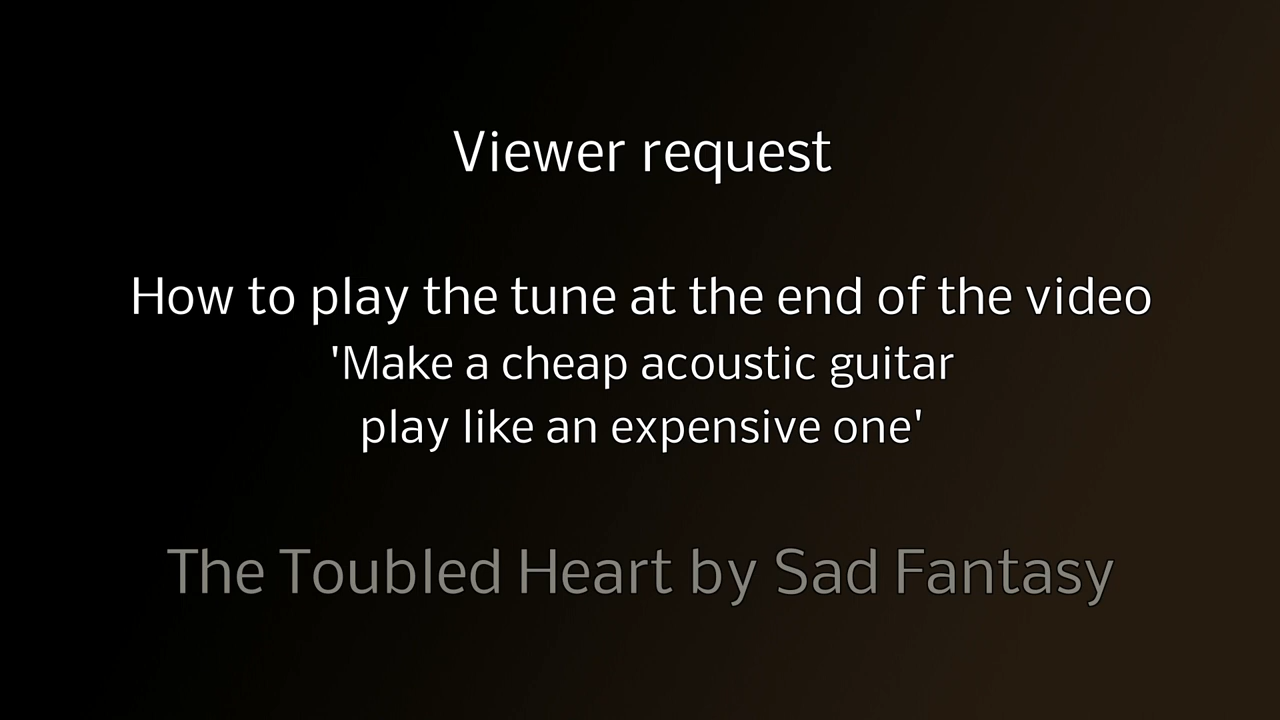 Viewer request
How to play the tune at the end of the video
'Make a cheap acoustic guitar
play like an expensive one'
The Toubled Heart by Sad Fantasy